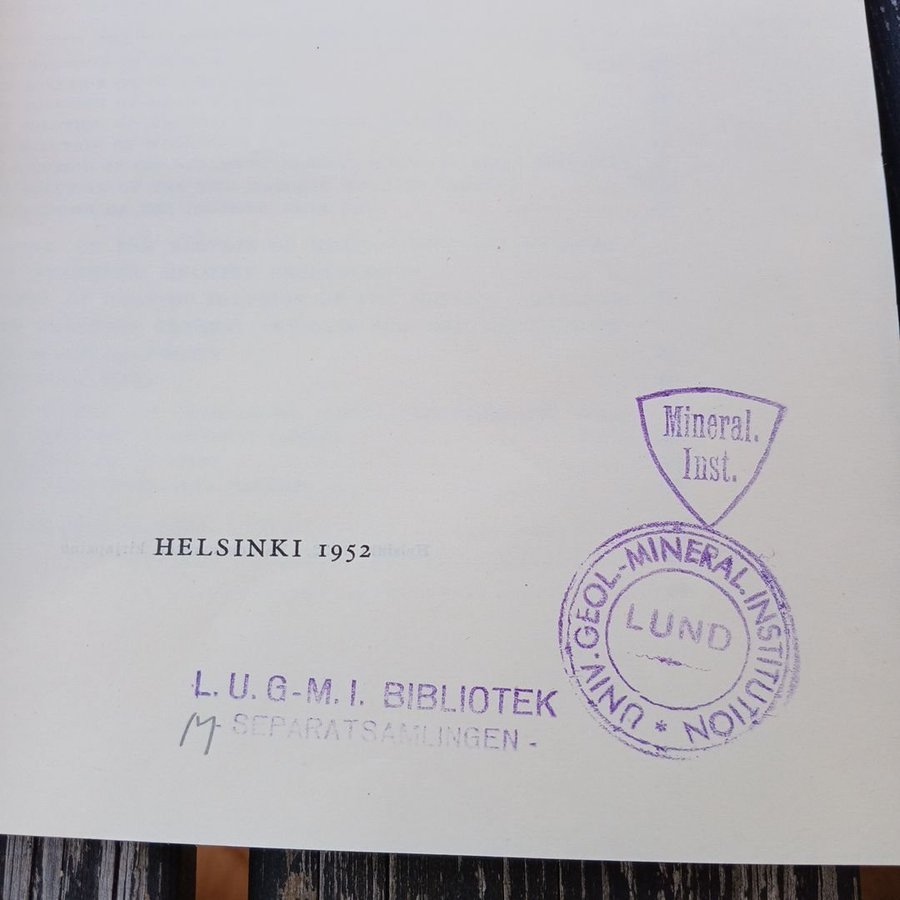 Mineral.
Inst.
HELSINKI 1952
UNIV. GEOL.-MINERAL. INSTITUTION *
LUND
L. U. G-M. I. BIBLIOTEK
M- SEPARATSAMLINGEN -